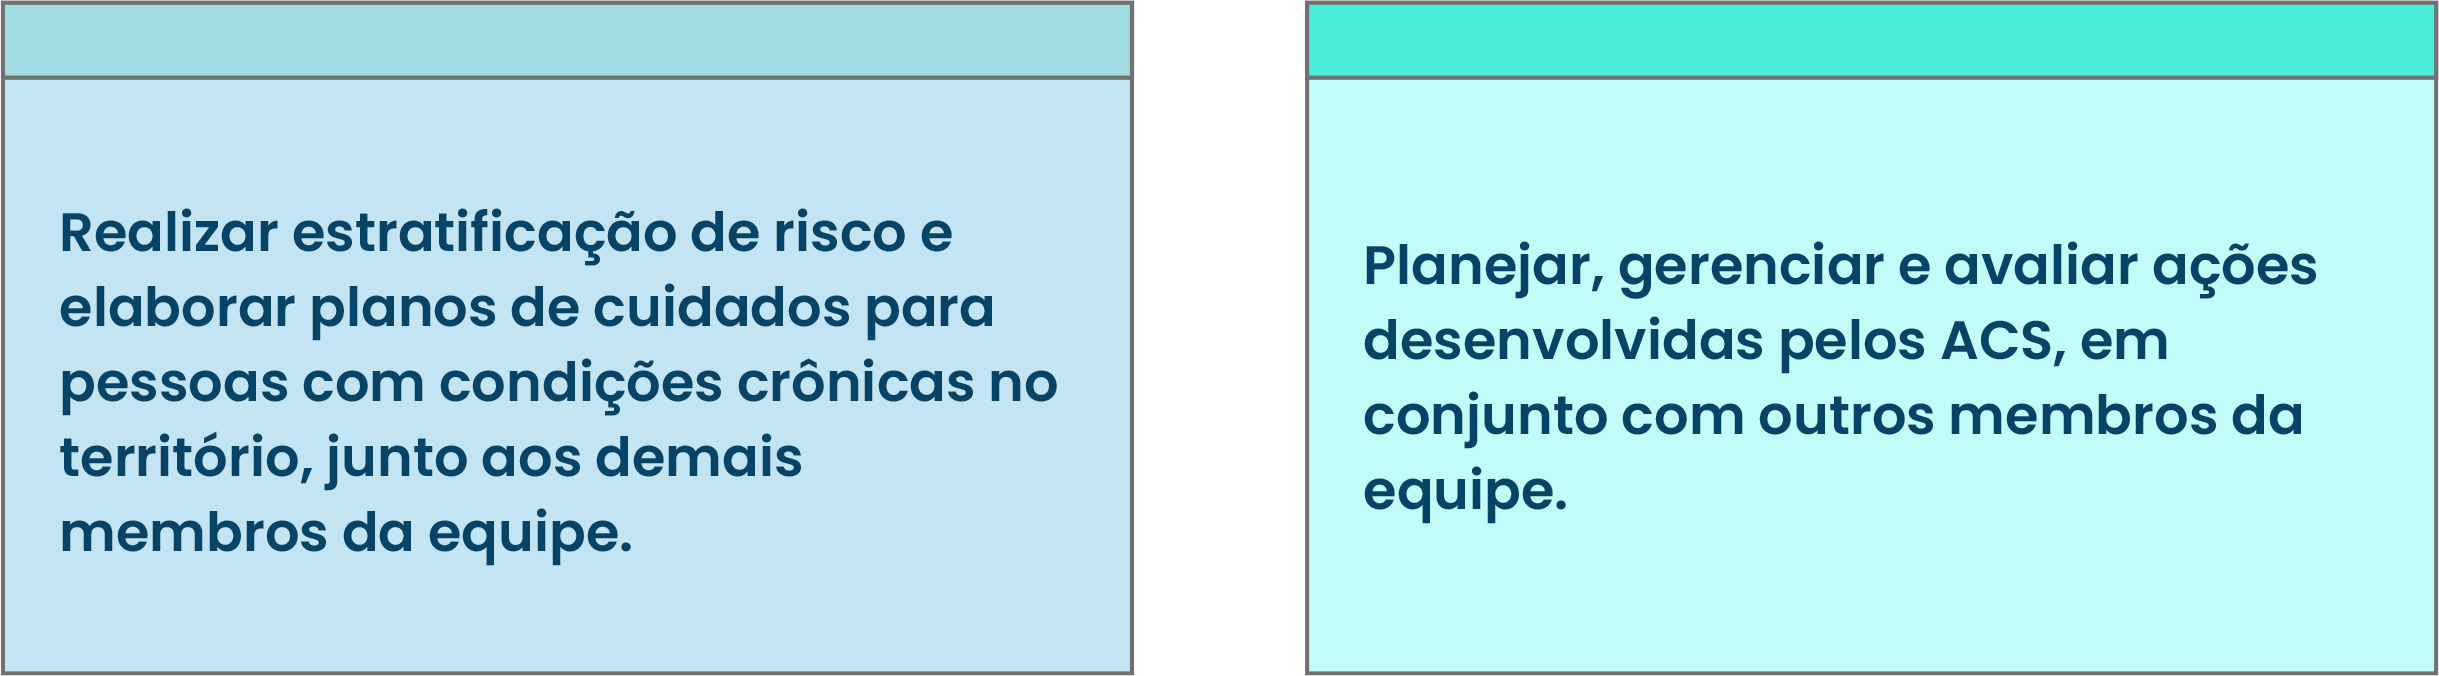 Realizar estratificação de risco e
elaborar planos de cuidados para
pessoas com condições crônicas no
território, junto aos demais
membros da equipe.
Planejar, gerenciar e avaliar ações
desenvolvidas pelos ACS, em
conjunto com outros membros da
equipe.